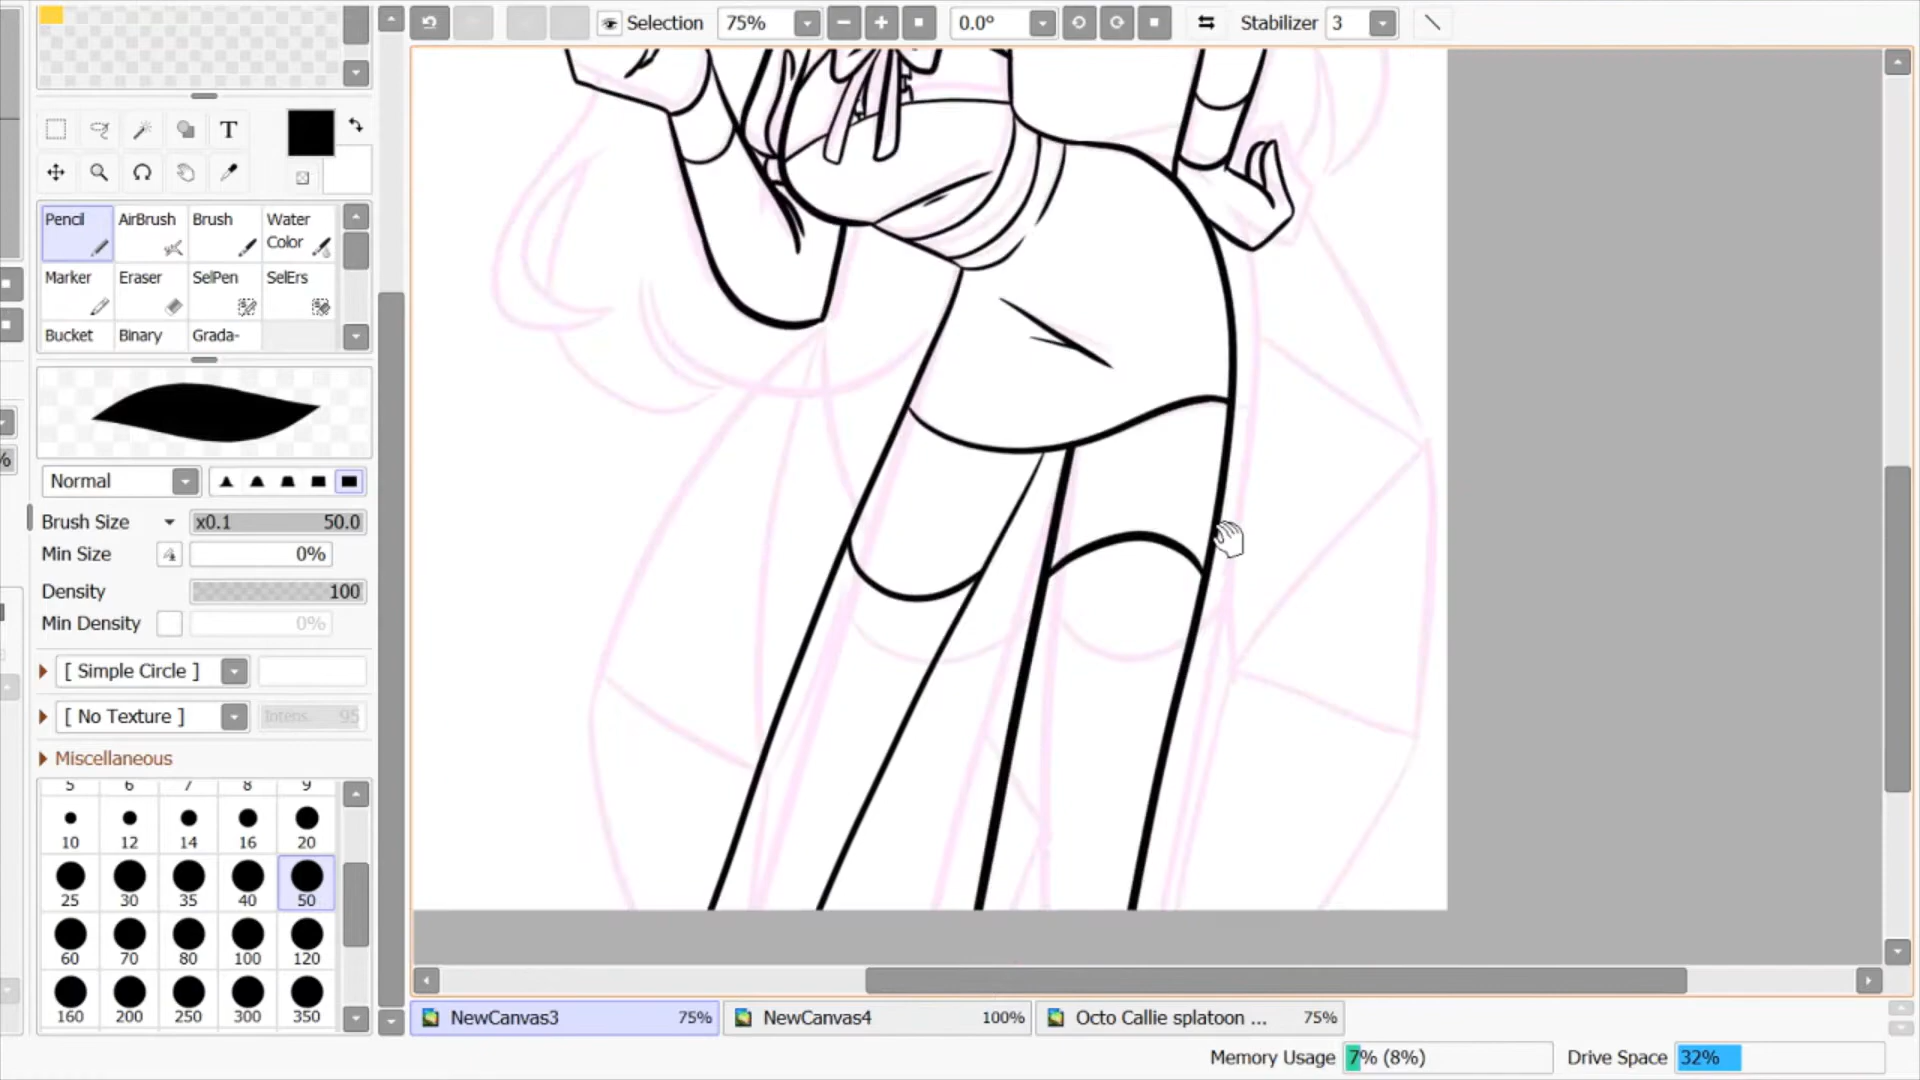 Selection 75% 0.0° Stabilizer 3
T
Pencil AirBrush Brush Water Color
Marker Eraser SelPen SelErs
Bucket Binary Grada-
Normal
%
Brush Size x0.1 50.0
Min Size 0%
Density 100
Min Density 0%
[ Simple Circle ]
[ No Texture ] Intens... 95
Miscellaneous
5 6 7 8 9
10 12 14 16 20
25 30 35 40 50
60 70 80 100 120
160 200 250 300 350
NewCanvas3 75% NewCanvas4 100% Octo Callie splatoon ... 75%
Memory Usage 7% (8%) Drive Space 32%